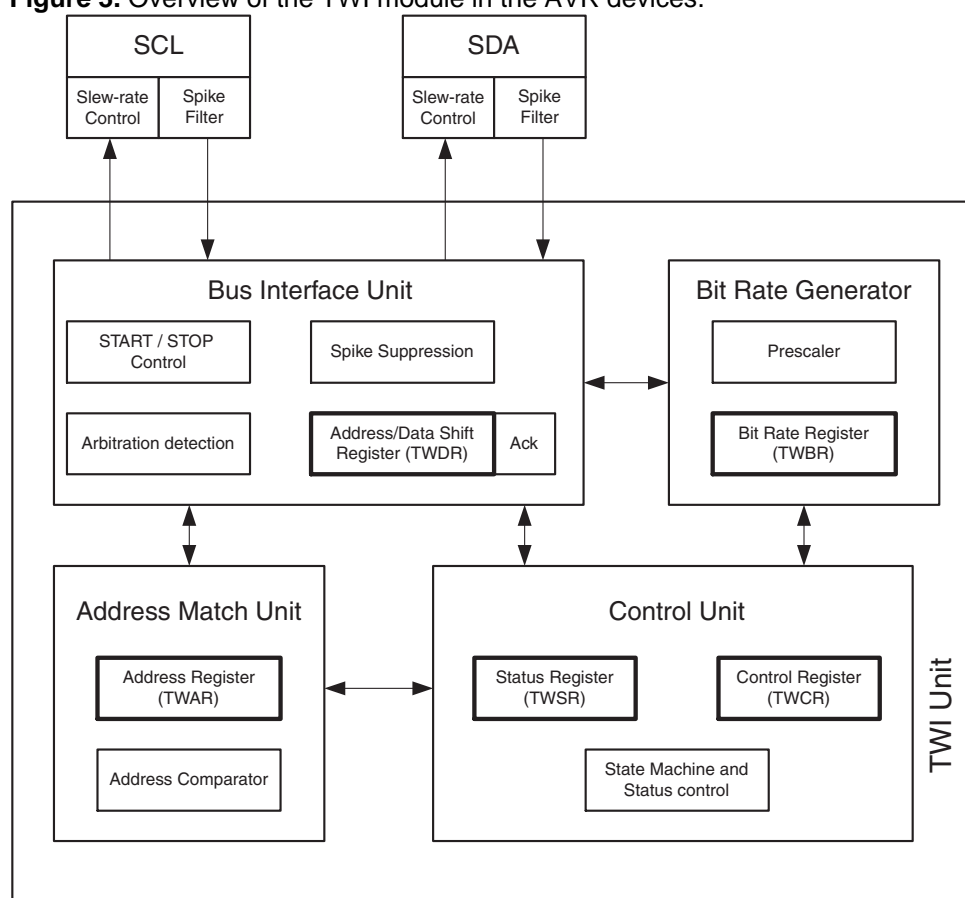 Figure 5. Overview of the TWI module in the AVR devices.
SCL
SDA
Slew-rate
Control
Spike
Filter
Slew-rate
Control
Spike
Filter
Bus Interface Unit
START / STOP
Control
Spike Suppression
Arbitration detection
Address/Data Shift
Register (TWDR)
Ack
Bit Rate Generator
Prescaler
Bit Rate Register
(TWBR)
Address Match Unit
Address Register
(TWAR)
Address Comparator
Control Unit
Status Register
(TWSR)
Control Register
(TWCR)
State Machine and
Status control
TWI Unit